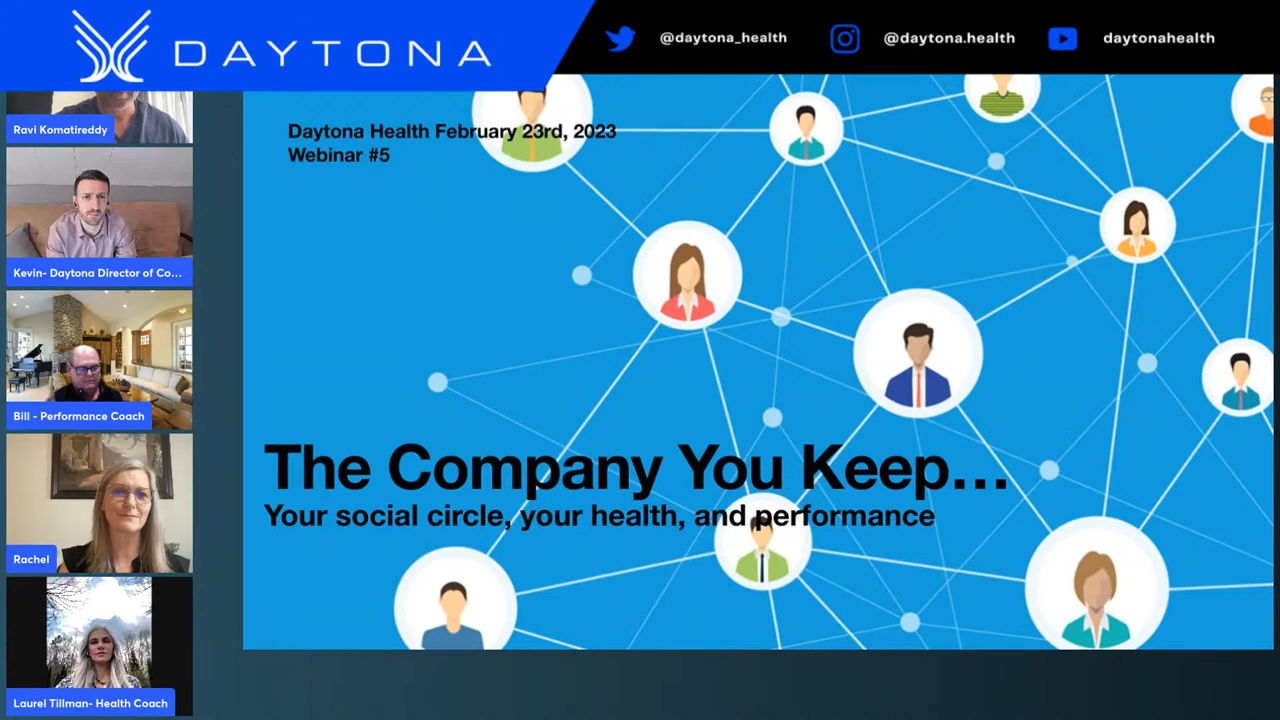 DAYTONA
@daytona_health
@daytona.health
daytonahealth
Ravi Komatireddy
Kevin- Daytona Director of Co...
Bill - Performance Coach
Rachel
Laurel Tillman- Health Coach
Daytona Health February 23rd, 2023
Webinar #5
The Company You Keep...
Your social circle, your health, and performance